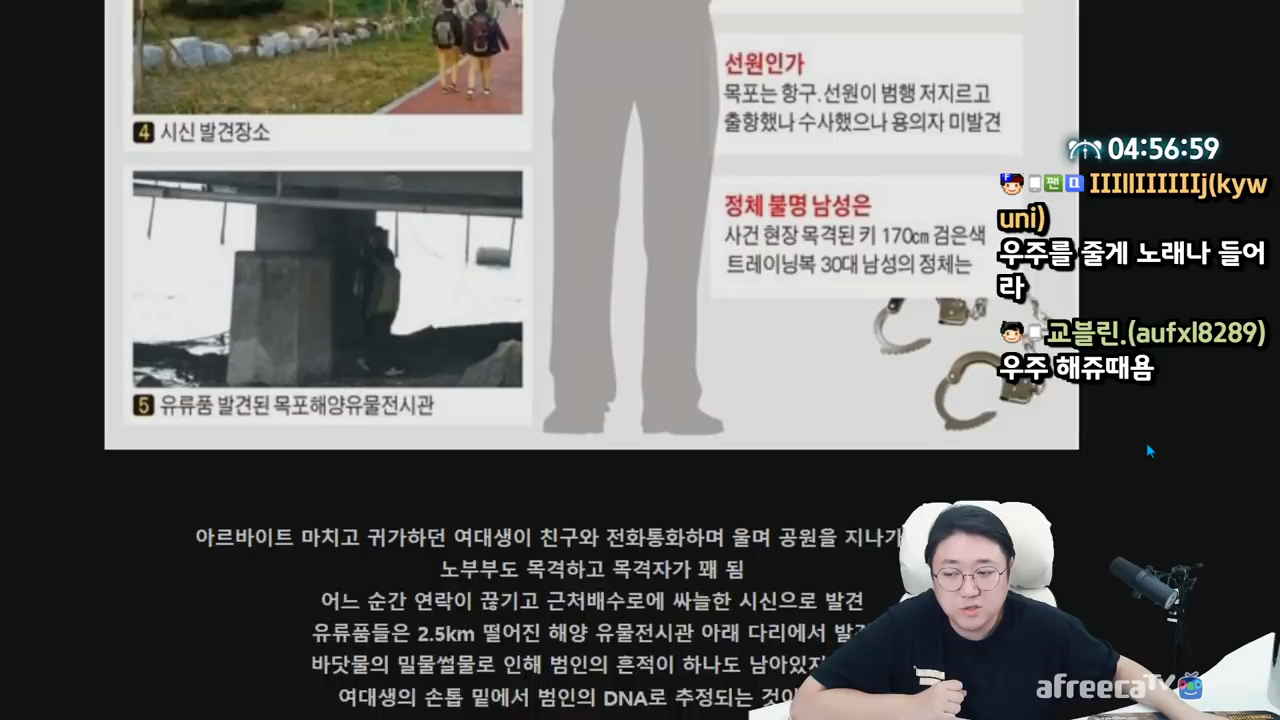 선원인가
목포는 항구.선원이 범행 저지르고
출항했나 수사했으나 용의자 미발견
4 시신 발견장소
04:56:59
F 팬 IIIIIIIIIIIj(kyw
uni)
우주를 줄게 노래나 들어
라
정체 불명 남성은
사건 현장 목격된 키 170㎝ 검은색
트레이닝복 30대 남성의 정체는
교블린.(aufxl8289)
우주 해쥬때욤
5 유류품 발견된 목포해양유물전시관
아르바이트 마치고 귀가하던 여대생이 친구와 전화통화하며 울며 공원을 지나가
노부부도 목격하고 목격자가 꽤 됨
어느 순간 연락이 끊기고 근처배수로에 싸늘한 시신으로 발견
유류품들은 2.5km 떨어진 해양 유물전시관 아래 다리에서
바닷물의 밀물썰물로 인해 범인의 흔적이 하나도
여대생의 손톱 밑에서 범인의 DNA로 추정되는
afreecaTV